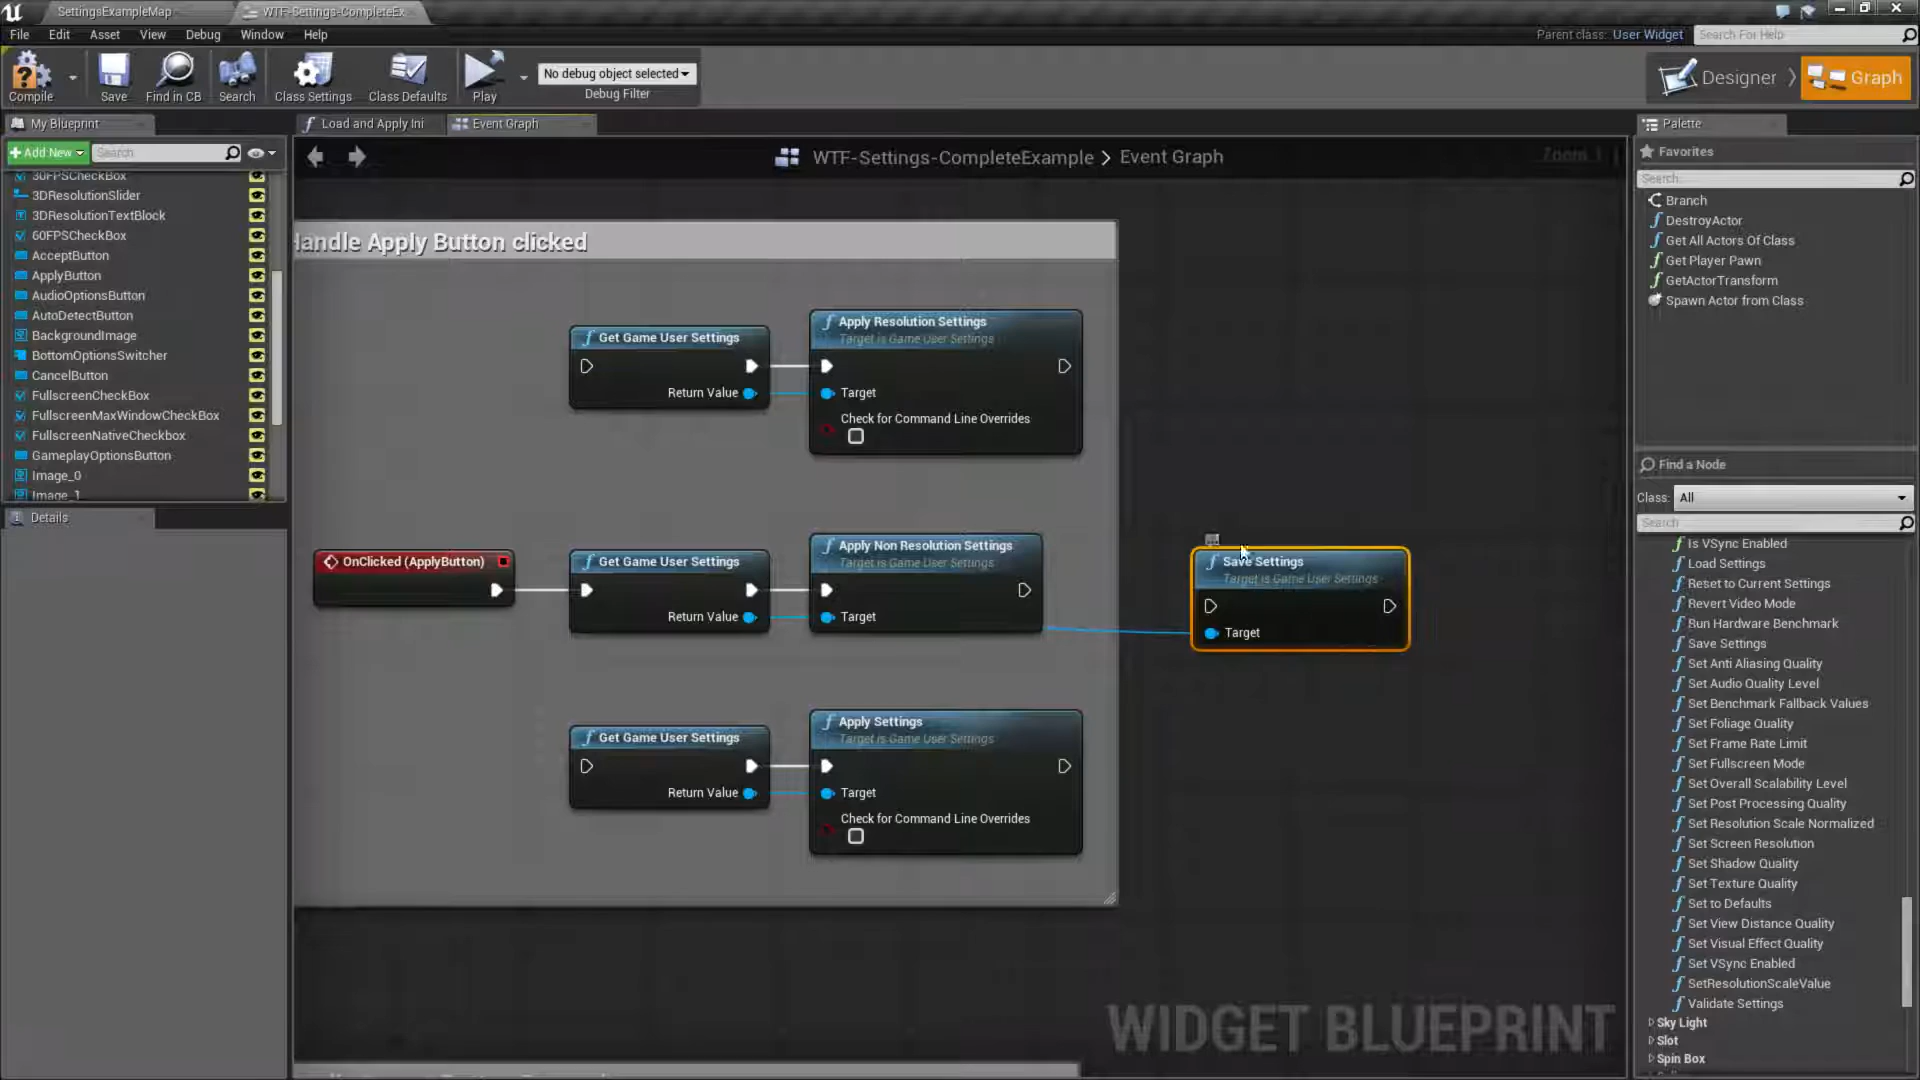 SettingsExampleMap
WTF-Settings-CompleteEx
File Edit Asset View Debug Window Help
Parent class: User Widget
Search For Help
Compile
Save
Find in CB
Search
Class Settings
Class Defaults
Play
No debug object selected
Debug Filter
Designer
Graph
My Blueprint
Load and Apply Ini
Event Graph
Palette
Add New
Search
WTF-Settings-CompleteExample > Event Graph
Favorites
Search
30FPSCheckBox
3DResolutionSlider
3DResolutionTextBlock
60FPSCheckBox
AcceptButton
ApplyButton
AudioOptionsButton
AutoDetectButton
BackgroundImage
BottomOptionsSwitcher
CancelButton
FullscreenCheckBox
FullscreenMaxWindowCheckBox
FullscreenNativeCheckbox
GameplayOptionsButton
Image_0
Image_1
Details
Handle Apply Button clicked
Get Game User Settings
Return Value
Apply Resolution Settings
Target is Game User Settings
Target
Check for Command Line Overrides
OnClicked (ApplyButton)
Get Game User Settings
Return Value
Apply Non Resolution Settings
Target is Game User Settings
Target
Save Settings
Target is Game User Settings
Target
Get Game User Settings
Return Value
Apply Settings
Target is Game User Settings
Target
Check for Command Line Overrides
WIDGET BLUEPRINT
Branch
DestroyActor
Get All Actors Of Class
Get Player Pawn
GetActorTransform
Spawn Actor from Class
Find a Node
Class: All
Search
Is VSync Enabled
Load Settings
Reset to Current Settings
Revert Video Mode
Run Hardware Benchmark
Save Settings
Set Anti Aliasing Quality
Set Audio Quality Level
Set Benchmark Fallback Values
Set Foliage Quality
Set Frame Rate Limit
Set Fullscreen Mode
Set Overall Scalability Level
Set Post Processing Quality
Set Resolution Scale Normalized
Set Screen Resolution
Set Shadow Quality
Set Texture Quality
Set to Defaults
Set View Distance Quality
Set Visual Effect Quality
Set VSync Enabled
SetResolutionScaleValue
Validate Settings
Sky Light
Slot
Spin Box